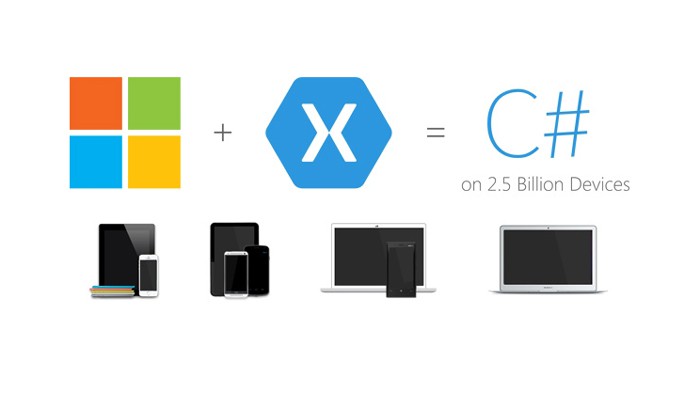 + X = C#
on 2.5 Billion Devices